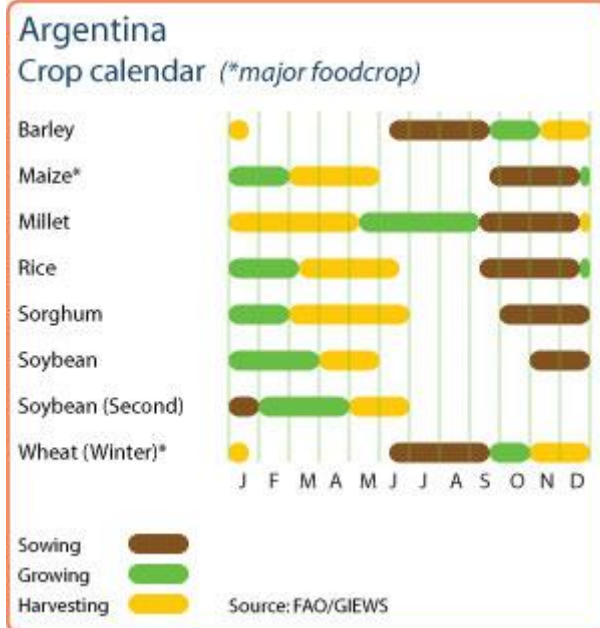 Argentina
Crop calendar (*major foodcrop)
Barley
Maize*
Millet
Rice
Sorghum
Soybean
Soybean (Second)
Wheat (Winter)*
J F M A M J J A S O N D
Sowing
Growing
Harvesting
Source: FAO/GIEWS